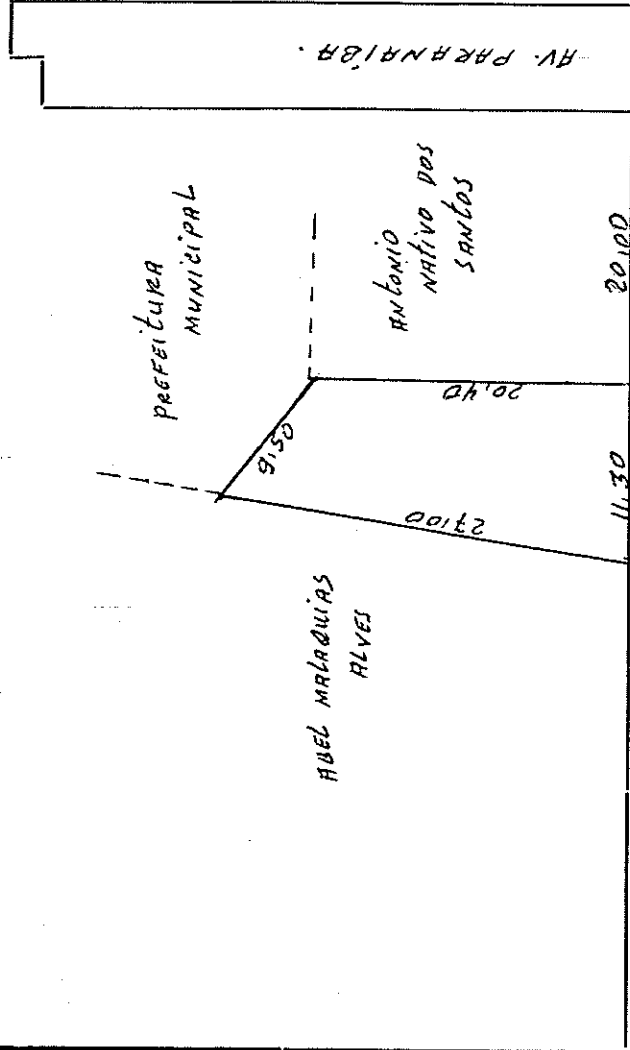 AV. PARANAÍBA.
PREFEITURA
MUNICIPAL
ANTONIO
NATIVO DOS
SANTOS
20,00
20,40
9,50
27,00
11,30
ABEL MALAQUIAS
ALVES